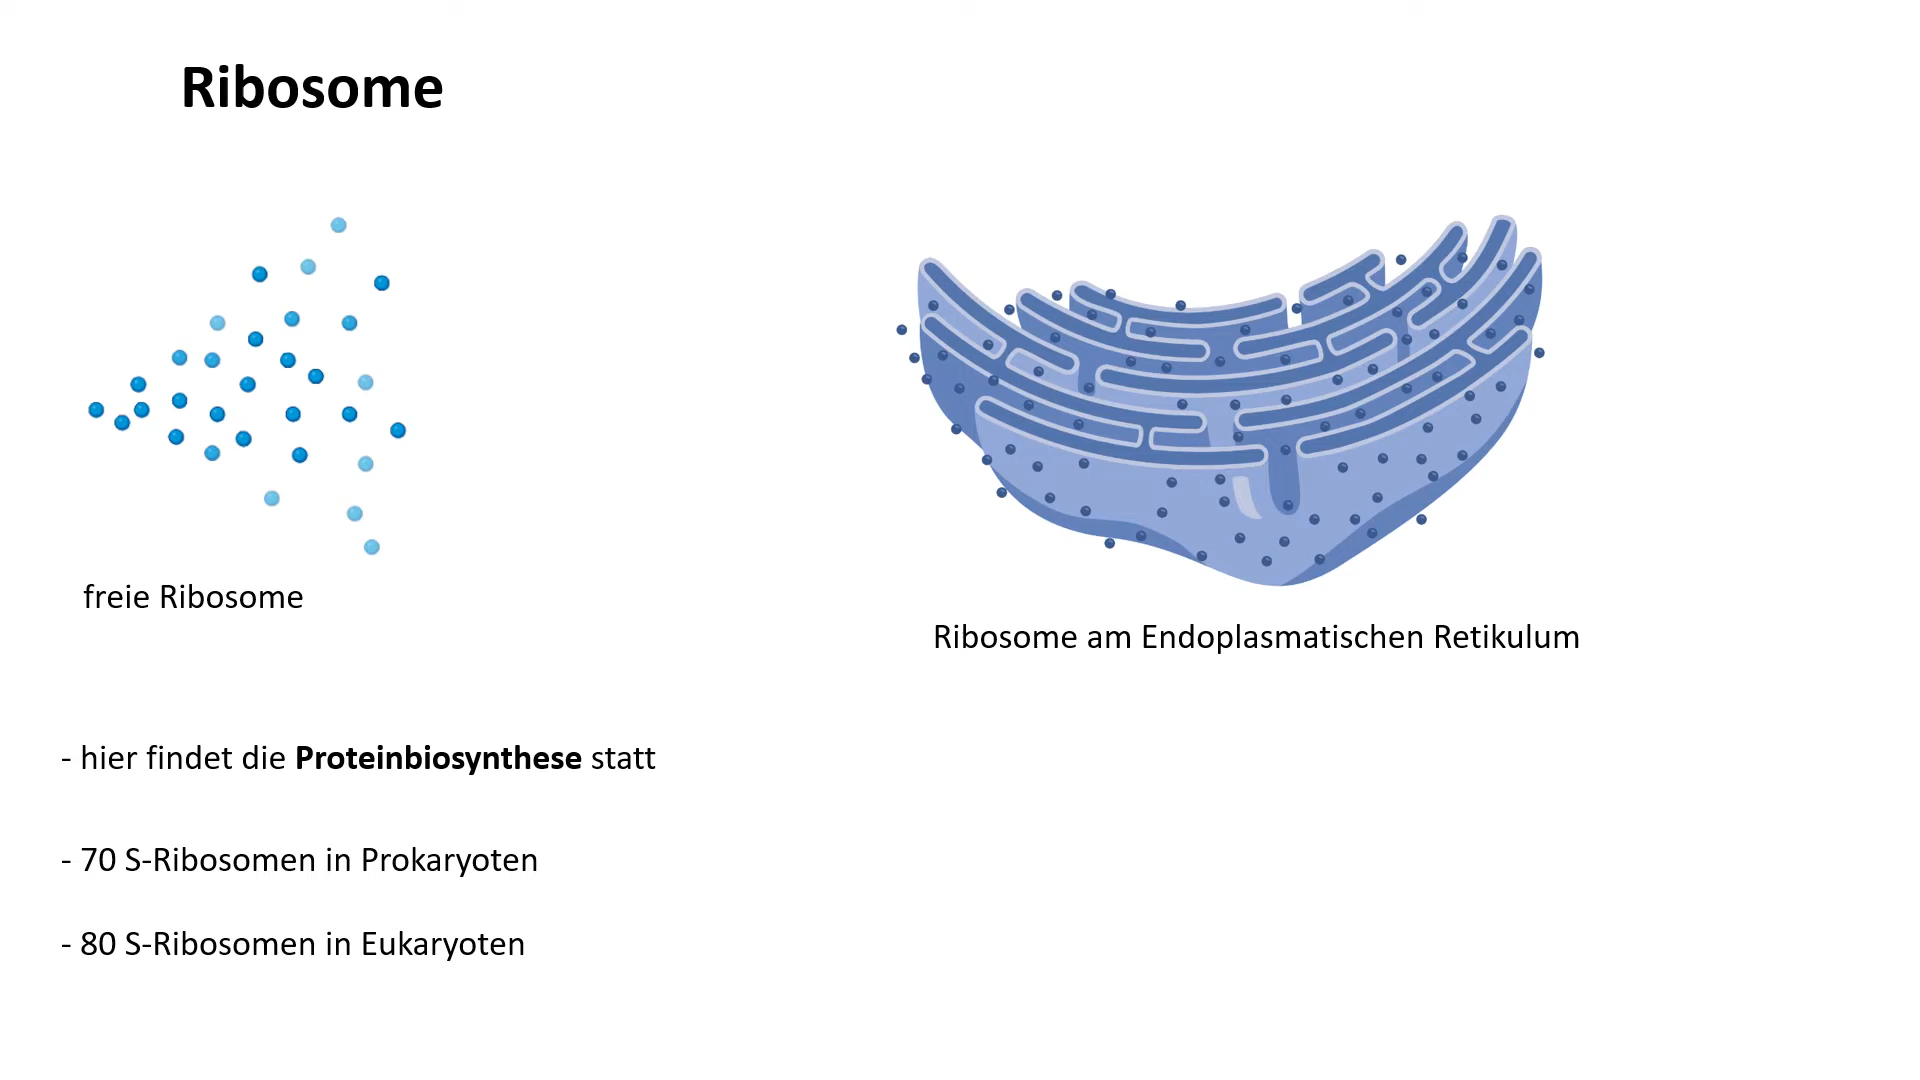 Ribosome
freie Ribosome
Ribosome am Endoplasmatischen Retikulum
- hier findet die Proteinbiosynthese statt
- 70 S-Ribosomen in Prokaryoten
- 80 S-Ribosomen in Eukaryoten